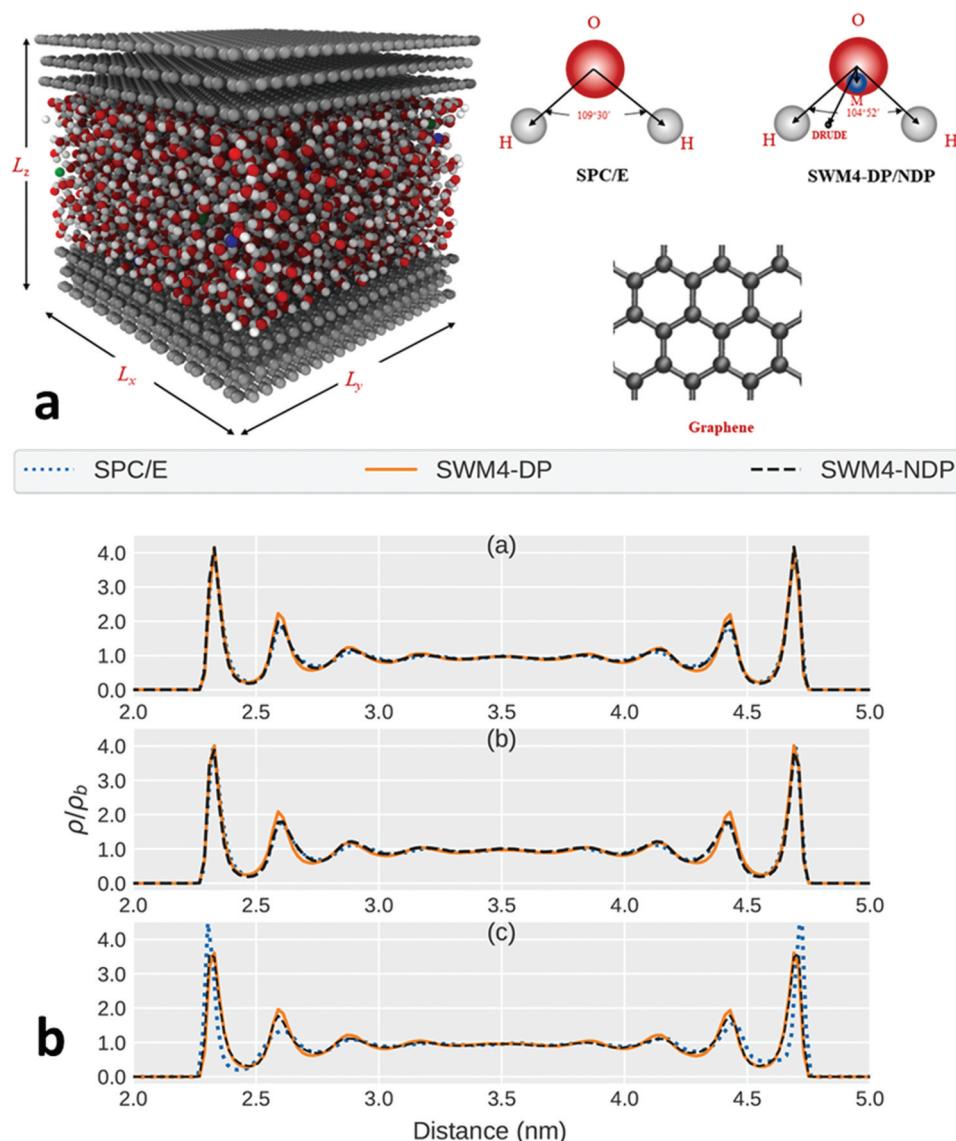 a
L_z
L_x
L_y
O
H
109°30′
H
SPC/E
O
M
H
104°52′
DRUDE
H
SWM4-DP/NDP
Graphene
SPC/E SWM4-DP SWM4-NDP
b
ρ/ρ_b
(a)
4.0
3.0
2.0
1.0
0.0
2.0 2.5 3.0 3.5 4.0 4.5 5.0
(b)
4.0
3.0
2.0
1.0
0.0
2.0 2.5 3.0 3.5 4.0 4.5 5.0
(c)
4.0
3.0
2.0
1.0
0.0
2.0 2.5 3.0 3.5 4.0 4.5 5.0
Distance (nm)